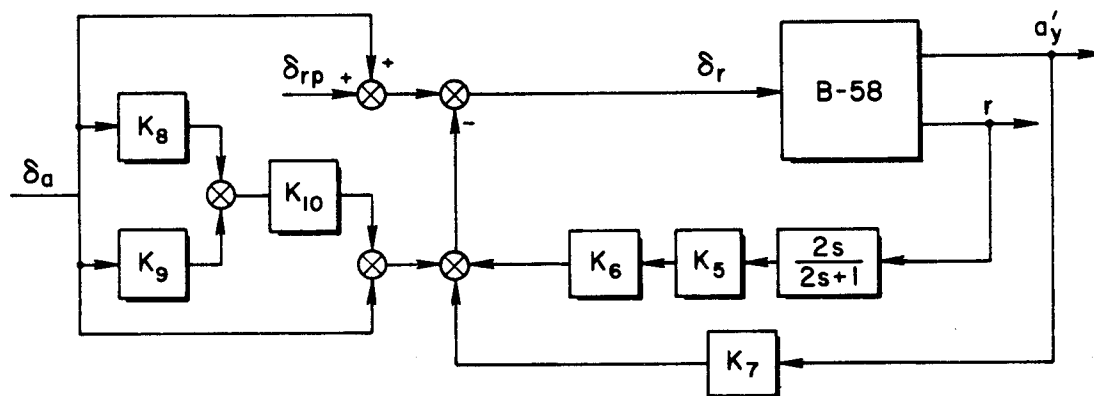 a'y
δrp + +
δr
B-58
r
K8
−
δa
K10
K9
K6
K5
2s
2s+1
K7